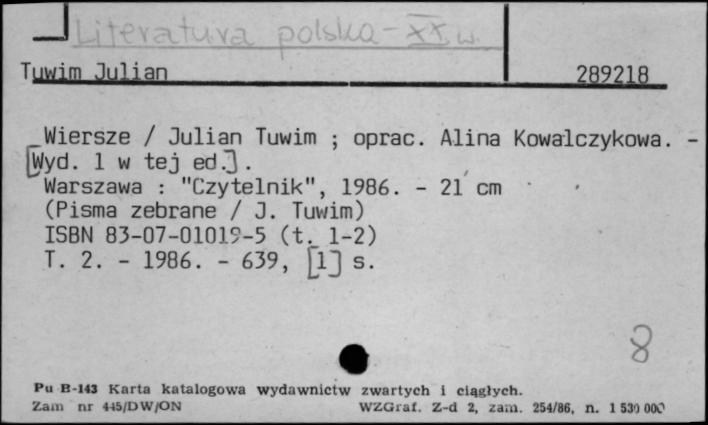 Literatura polska - XX w.
Tuwim Julian 289218
Wiersze / Julian Tuwim ; oprac. Alina Kowalczykowa. -
[Wyd. 1 w tej ed.].
Warszawa : "Czytelnik", 1986. - 21 cm
(Pisma zebrane / J. Tuwim)
ISBN 83-07-01019-5 (t. 1-2)
T. 2. - 1986. - 639, [1] s.
8
Pu B-143 Karta katalogowa wydawnictw zwartych i ciągłych.
Zam nr 445/DW/ON WZGraf. Z-d 2, zam. 254/86, n. 1 530 000